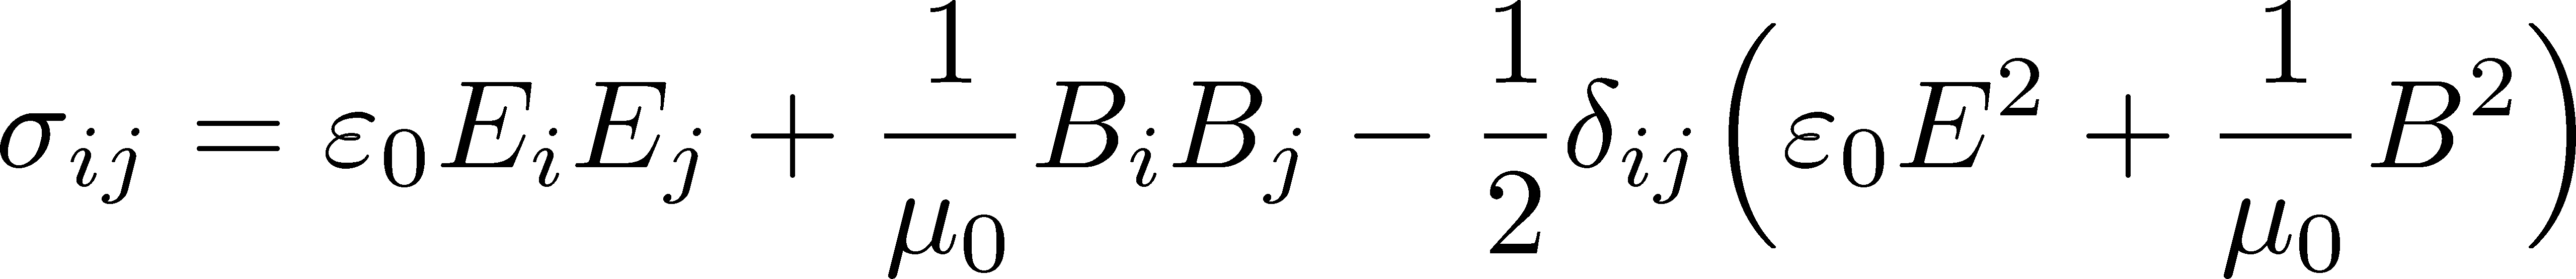 σ_{ij} = ε_0 E_i E_j + \frac{1}{μ_0} B_i B_j − \frac{1}{2} δ_{ij} \left( ε_0 E^2 + \frac{1}{μ_0} B^2 \right)